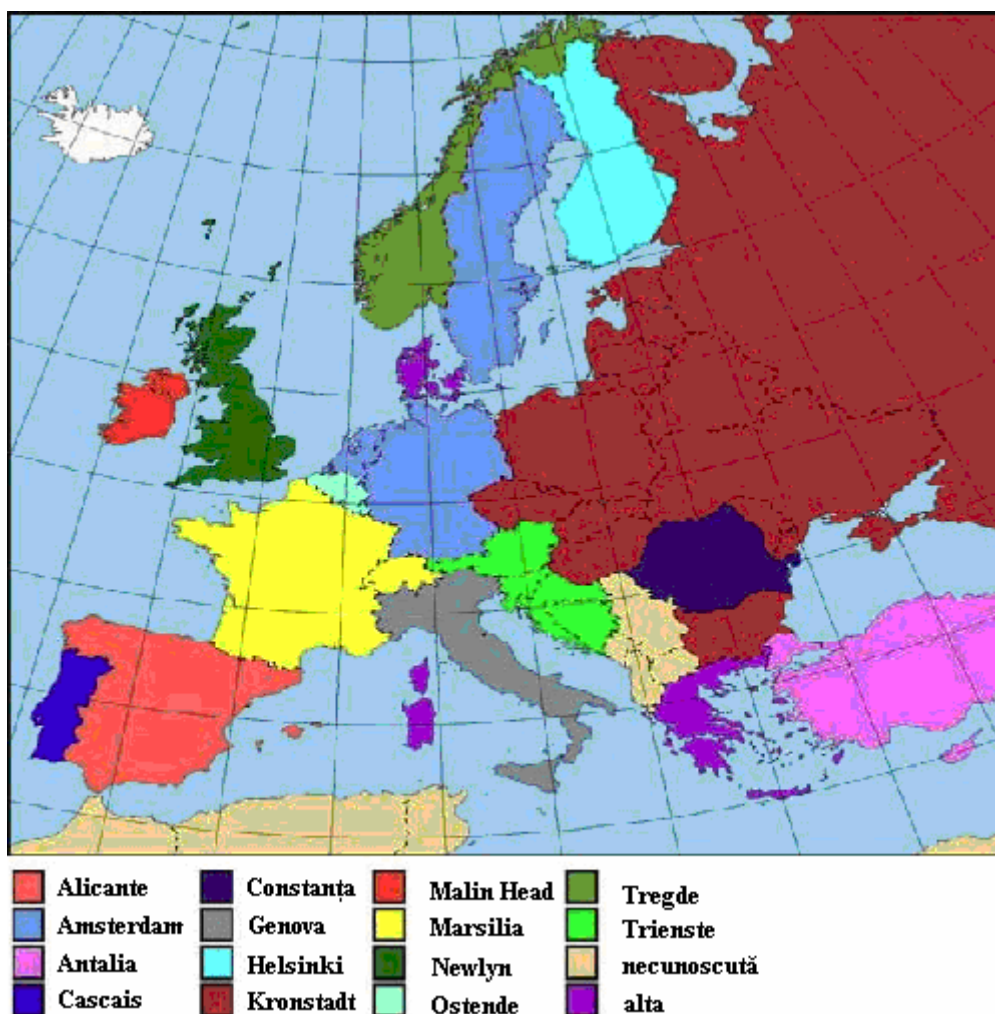 Alicante Constanța Malin Head Tregde
Amsterdam Genova Marsilia Trienste
Antalia Helsinki Newlyn necunoscută
Cascais Kronstadt Ostende alta